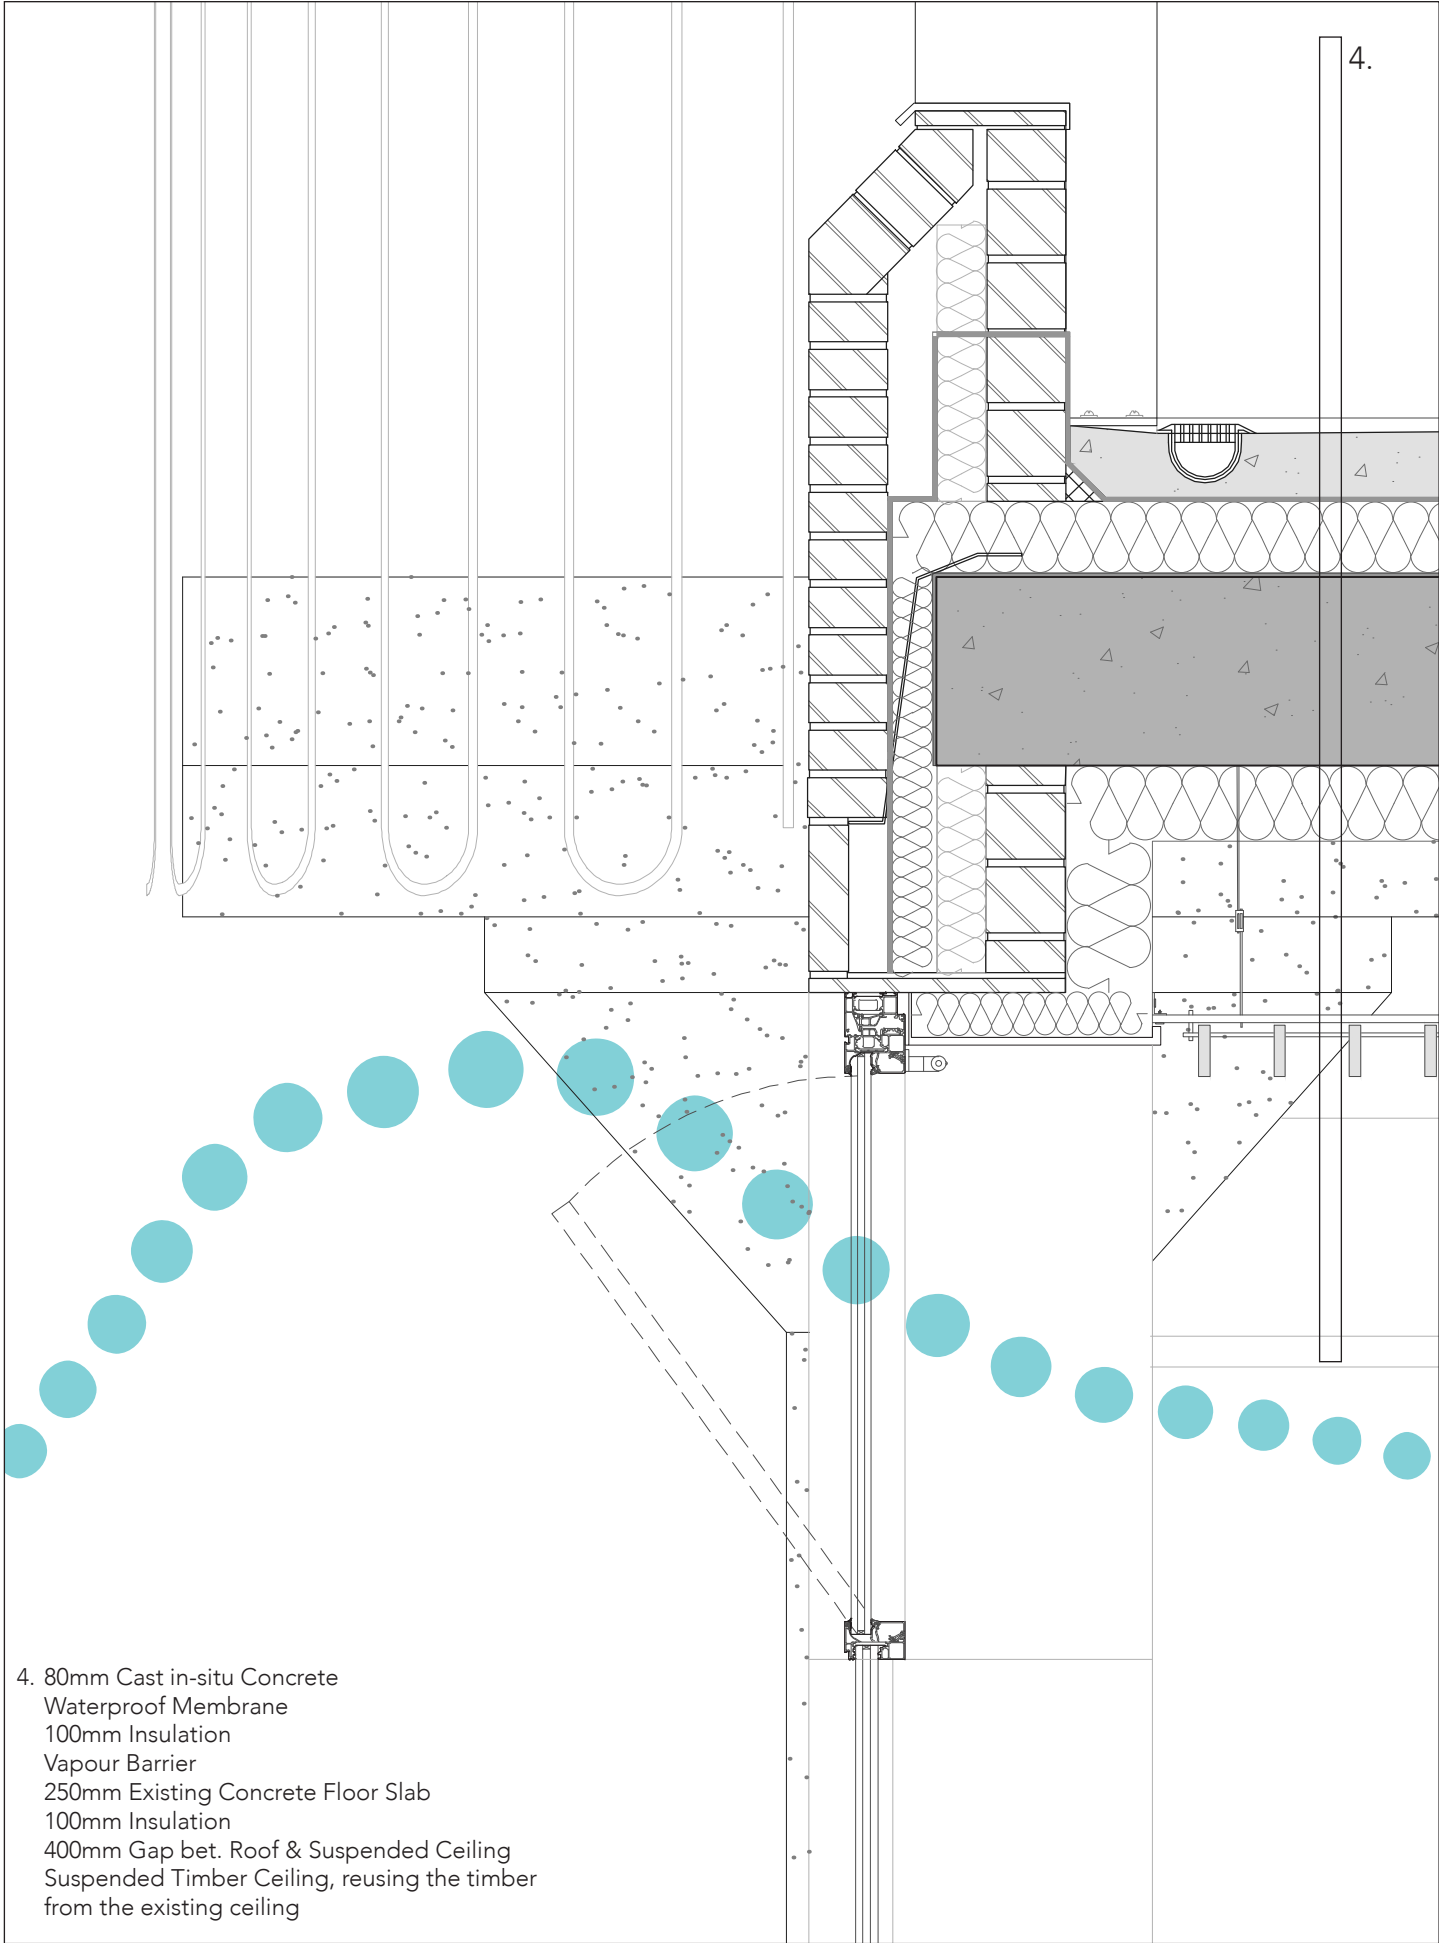 4.
4. 80mm Cast in-situ Concrete
Waterproof Membrane
100mm Insulation
Vapour Barrier
250mm Existing Concrete Floor Slab
100mm Insulation
400mm Gap bet. Roof & Suspended Ceiling
Suspended Timber Ceiling, reusing the timber
from the existing ceiling